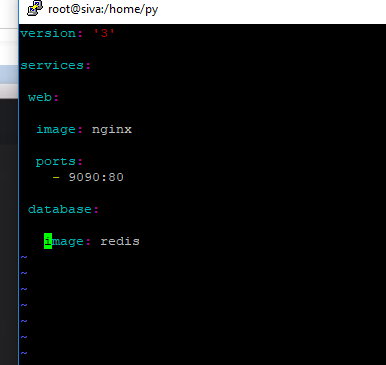 root@siva:/home/py
version: '3'
services:
web:
image: nginx
ports:
- 9090:80
database:
image: redis
~
~
~
~
~
~
~